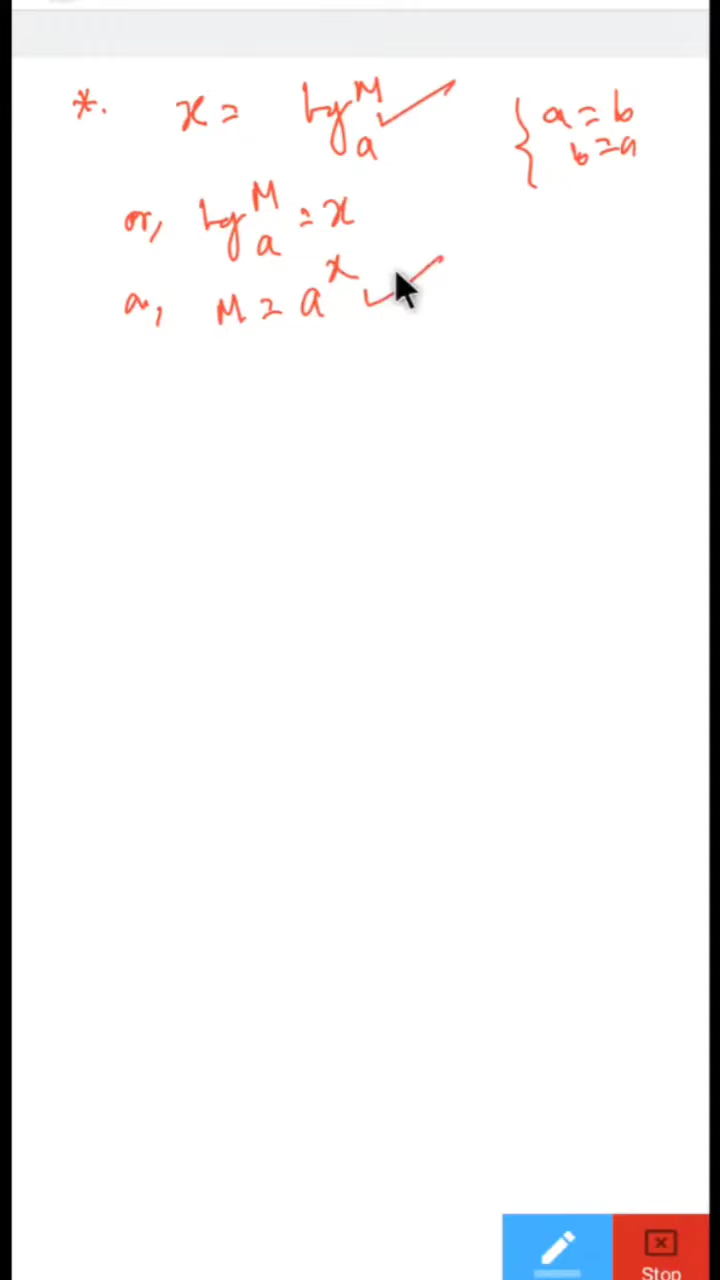 *. x = log_a^M ✓
{ a = b
b = a
or, log_a^M = x
or, M = a^x ✓
Stop